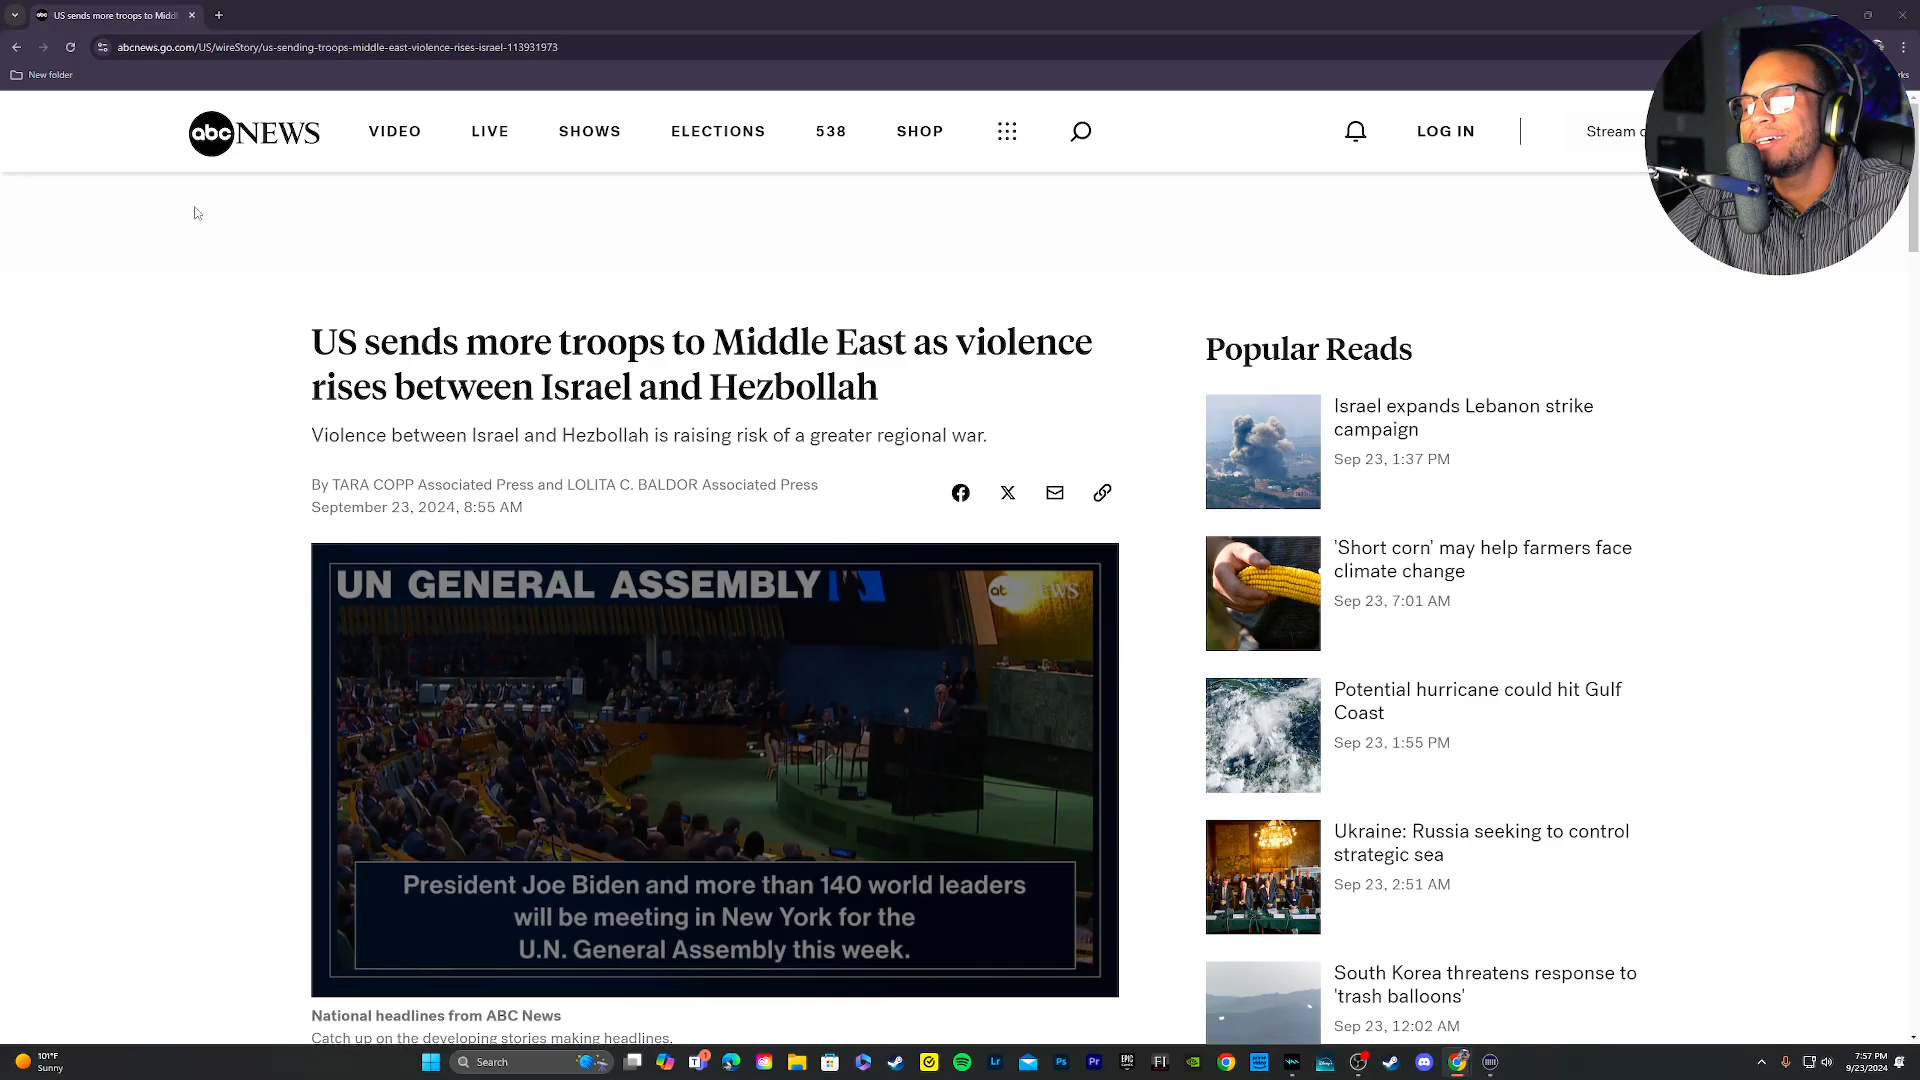 US sends more troops to Middl
abcnews.go.com/US/wireStory/us-sending-troops-middle-east-violence-rises-israel-113931973
New folder
abc NEWS
VIDEO
LIVE
SHOWS
ELECTIONS
538
SHOP
LOG IN
Stream
US sends more troops to Middle East as violence
rises between Israel and Hezbollah
Violence between Israel and Hezbollah is raising risk of a greater regional war.
By TARA COPP Associated Press and LOLITA C. BALDOR Associated Press
September 23, 2024, 8:55 AM
UN GENERAL ASSEMBLY
President Joe Biden and more than 140 world leaders
will be meeting in New York for the
U.N. General Assembly this week.
National headlines from ABC News
Catch up on the developing stories making headlines.
Popular Reads
Israel expands Lebanon strike
campaign
Sep 23, 1:37 PM
'Short corn' may help farmers face
climate change
Sep 23, 7:01 AM
Potential hurricane could hit Gulf
Coast
Sep 23, 1:55 PM
Ukraine: Russia seeking to control
strategic sea
Sep 23, 2:51 AM
South Korea threatens response to
'trash balloons'
Sep 23, 12:02 AM
101°F
Sunny
Search
Lr
Ps
Pr
EPIC
7:57 PM
9/23/2024